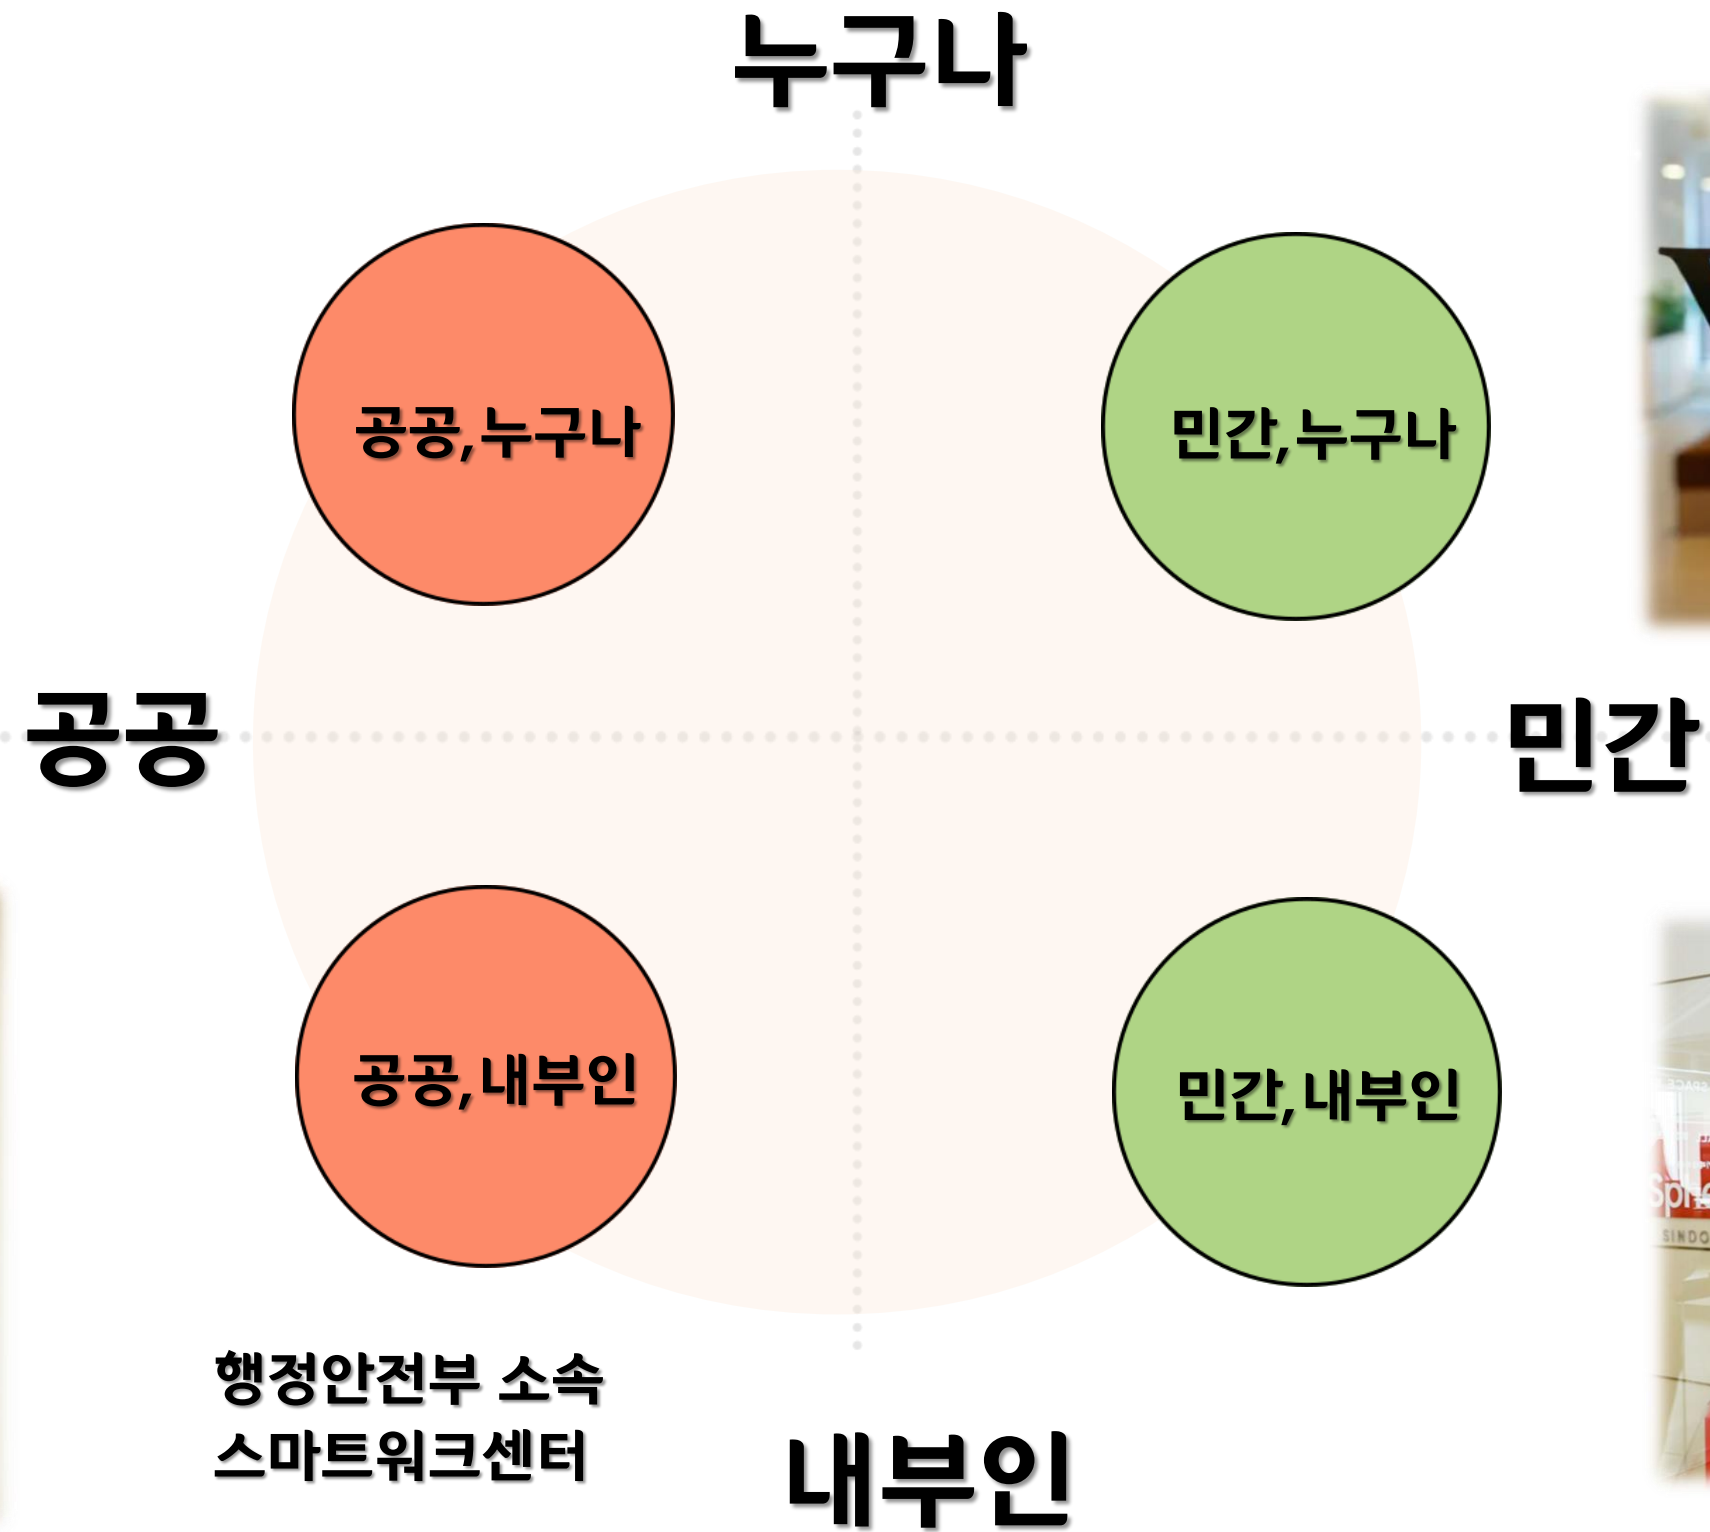 누구나
공공,누구나
민간,누구나
공공
민간
공공,내부인
민간,내부인
행정안전부 소속
스마트워크센터
내부인